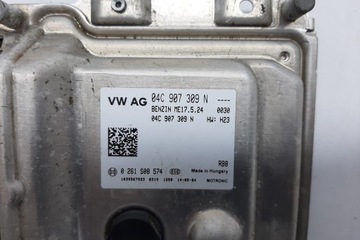 VW AG 04C 907 309 N ----
BENZIN ME17.5.24 0030
04C 907 309 N HW: H23
RBB
0 261 S08 574 Made in Hungary
MOTRONIC